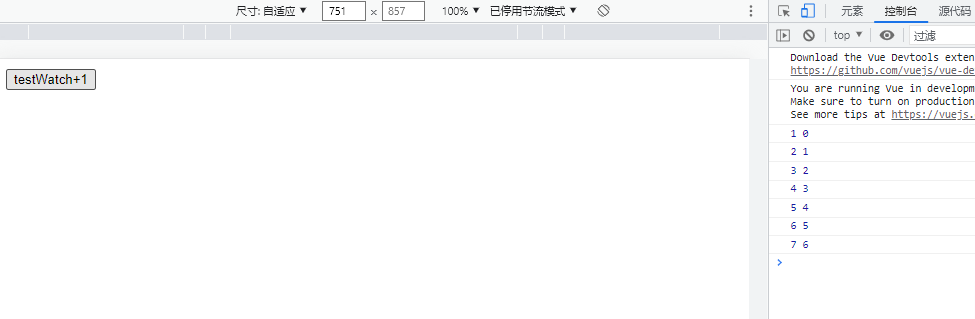 尺寸: 自适应 ▼ 751 × 857 100% ▼ 已停用节流模式 ▼
testWatch+1
元素 控制台 源代码
top ▼ 过滤
Download the Vue Devtools exten
https://github.com/vuejs/vue-de
You are running Vue in developm
Make sure to turn on production
See more tips at https://vuejs.
1 0
2 1
3 2
4 3
5 4
6 5
7 6